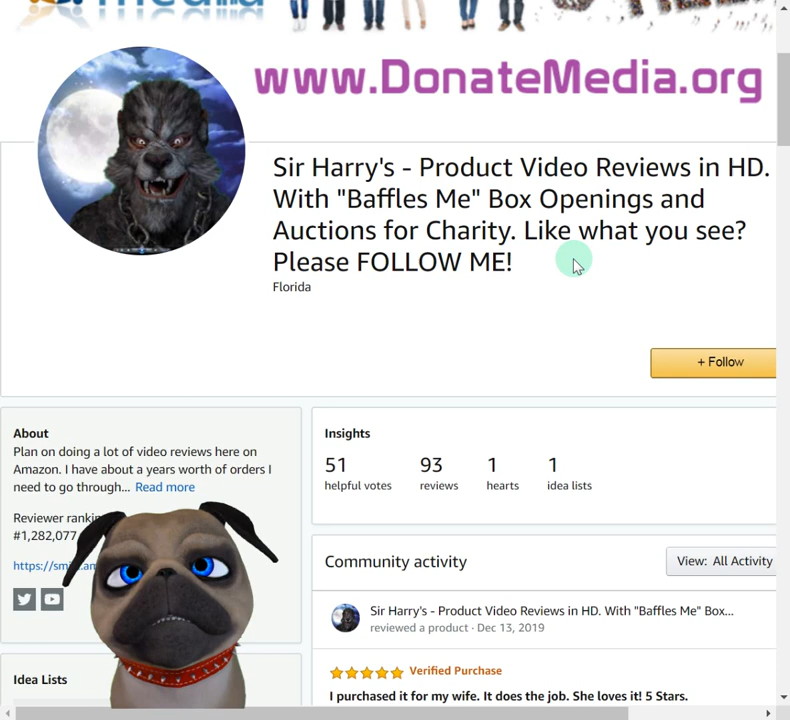 www.DonateMedia.org
Sir Harry's - Product Video Reviews in HD.
With "Baffles Me" Box Openings and
Auctions for Charity. Like what you see?
Please FOLLOW ME!
Florida
+ Follow
About
Plan on doing a lot of video reviews here on
Amazon. I have about a years worth of orders I
need to go through... Read more
Reviewer
#1,282,077
Insights
51 93 1 1
helpful votes reviews hearts idea lists
Community activity
View: All Activity
Sir Harry's - Product Video Reviews in HD. With "Baffles Me" Box...
reviewed a product · Dec 13, 2019
Verified Purchase
I purchased it for my wife. It does the job. She loves it! 5 Stars.
Idea Lists